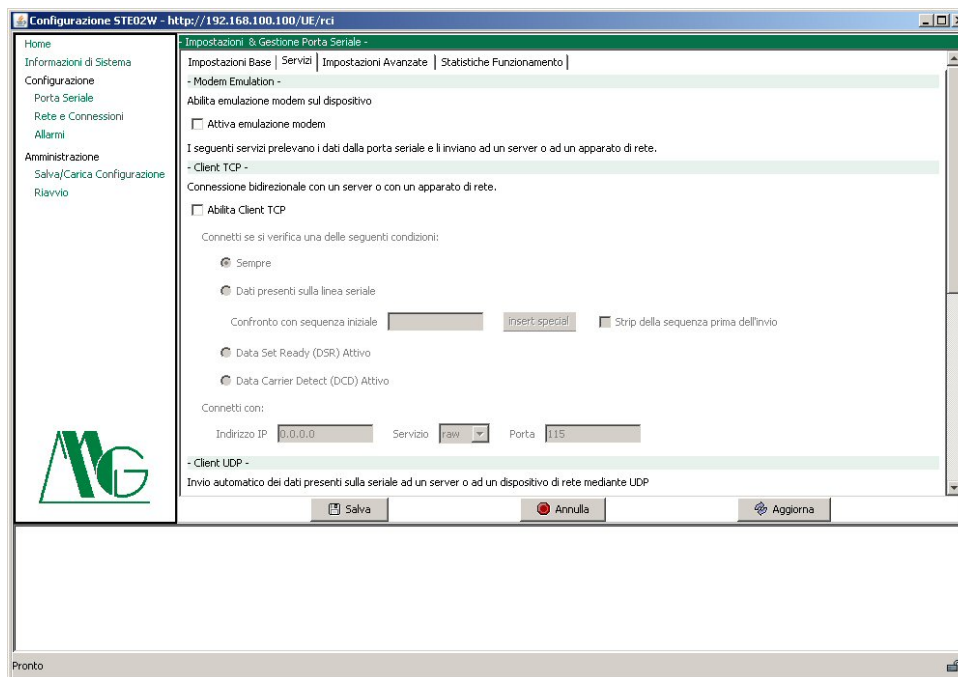 Configurazione STE02W - http://192.168.100.100/UE/rci
Home
Informazioni di Sistema
Configurazione
Porta Seriale
Rete e Connessioni
Allarmi
Amministrazione
Salva/Carica Configurazione
Riavvio
MG
- Impostazioni & Gestione Porta Seriale -
Impostazioni Base | Servizi | Impostazioni Avanzate | Statistiche Funzionamento |
- Modem Emulation -
Abilita emulazione modem sul dispositivo
Attiva emulazione modem
I seguenti servizi prelevano i dati dalla porta seriale e li inviano ad un server o ad un apparato di rete.
- Client TCP -
Connessione bidirezionale con un server o con un apparato di rete.
Abilita Client TCP
Connetti se si verifica una delle seguenti condizioni:
Sempre
Dati presenti sulla linea seriale
Confronto con sequenza iniziale insert special Strip della sequenza prima dell'invio
Data Set Ready (DSR) Attivo
Data Carrier Detect (DCD) Attivo
Connetti con:
Indirizzo IP 0.0.0.0 Servizio raw Porta 115
- Client UDP -
Invio automatico dei dati presenti sulla seriale ad un server o ad un dispositivo di rete mediante UDP
Salva Annulla Aggiorna
Pronto